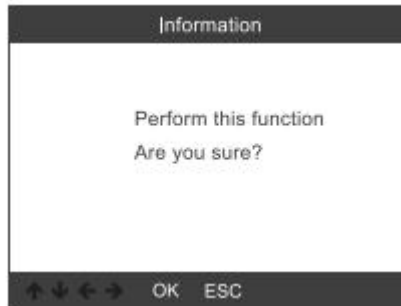 Information
Perform this function
Are you sure?
OK ESC